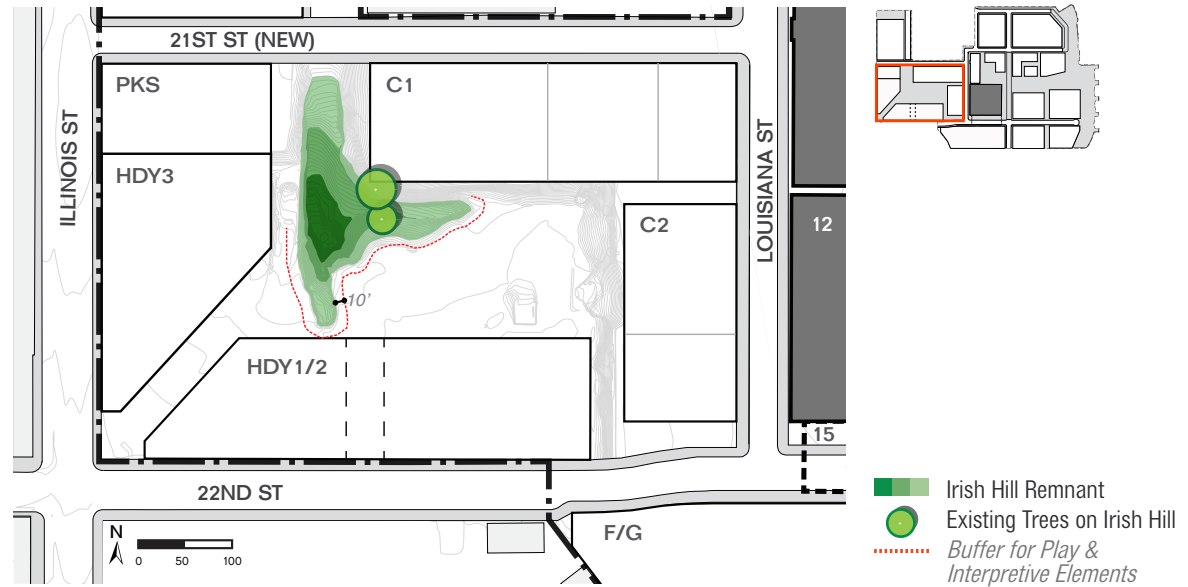 21ST ST (NEW)
PKS
C1
ILLINOIS ST
HDY3
LOUISIANA ST
C2
12
10'
HDY1/2
15
22ND ST
F/G
N
0 50 100
Irish Hill Remnant
Existing Trees on Irish Hill
Buffer for Play &
Interpretive Elements